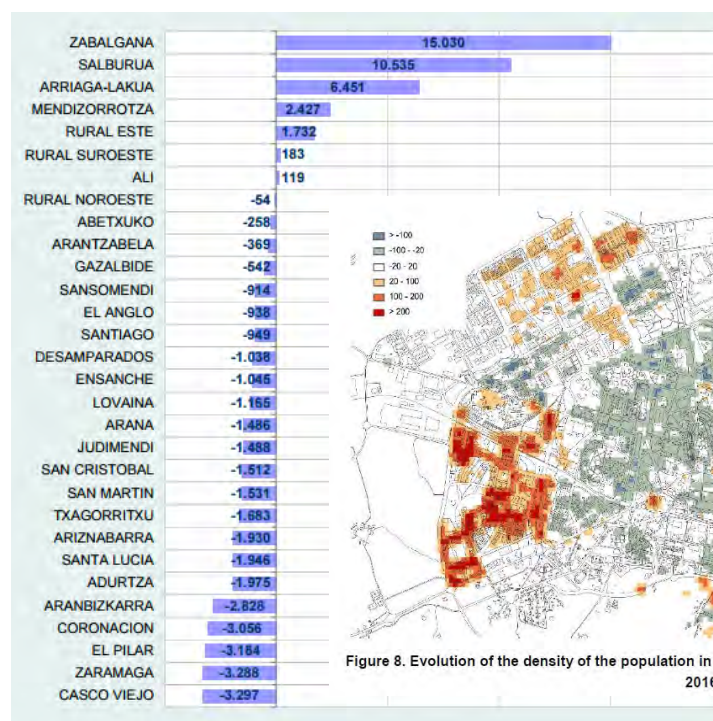 ZABALGANA 15.030
SALBURUA 10.535
ARRIAGA-LAKUA 6.451
MENDIZORROTZA 2.427
RURAL ESTE 1.732
RURAL SUROESTE 183
ALI 119
RURAL NOROESTE -54
ABETXUKO -258
ARANTZABELA -369
GAZALBIDE -542
SANSOMENDI -914
EL ANGLO -938
SANTIAGO -949
DESAMPARADOS -1.038
ENSANCHE -1.045
LOVAINA -1.165
ARANA -1.486
JUDIMENDI -1.488
SAN CRISTOBAL -1.512
SAN MARTIN -1.531
TXAGORRITXU -1.683
ARIZNABARRA -1.930
SANTA LUCIA -1.946
ADURTZA -1.975
ARANBIZKARRA -2.828
CORONACION -3.056
EL PILAR -3.164
ZARAMAGA -3.288
CASCO VIEJO -3.297
> -100
-100 - -20
-20 - 20
20 - 100
100 - 200
> 200
Figure 8. Evolution of the density of the population in
2016